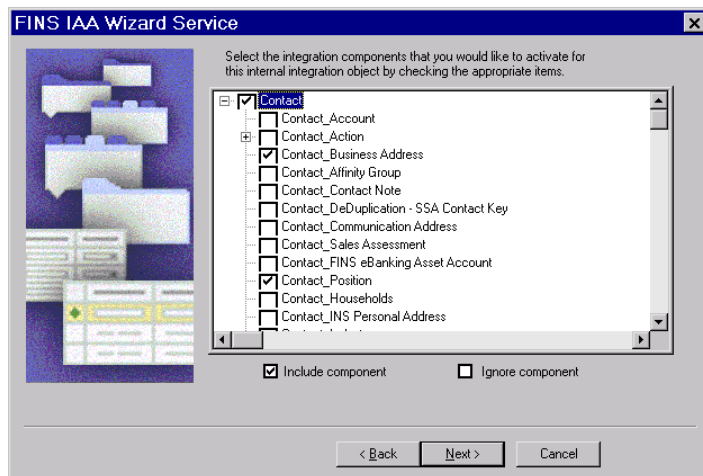 FINS IAA Wizard Service
Select the integration components that you would like to activate for
this internal integration object by checking the appropriate items.
Contact
Contact_Account
Contact_Action
Contact_Business Address
Contact_Affinity Group
Contact_Contact Note
Contact_DeDuplication - SSA Contact Key
Contact_Communication Address
Contact_Sales Assessment
Contact_FINS eBanking Asset Account
Contact_Position
Contact_Households
Contact_INS Personal Address
Include component Ignore component
< Back Next > Cancel